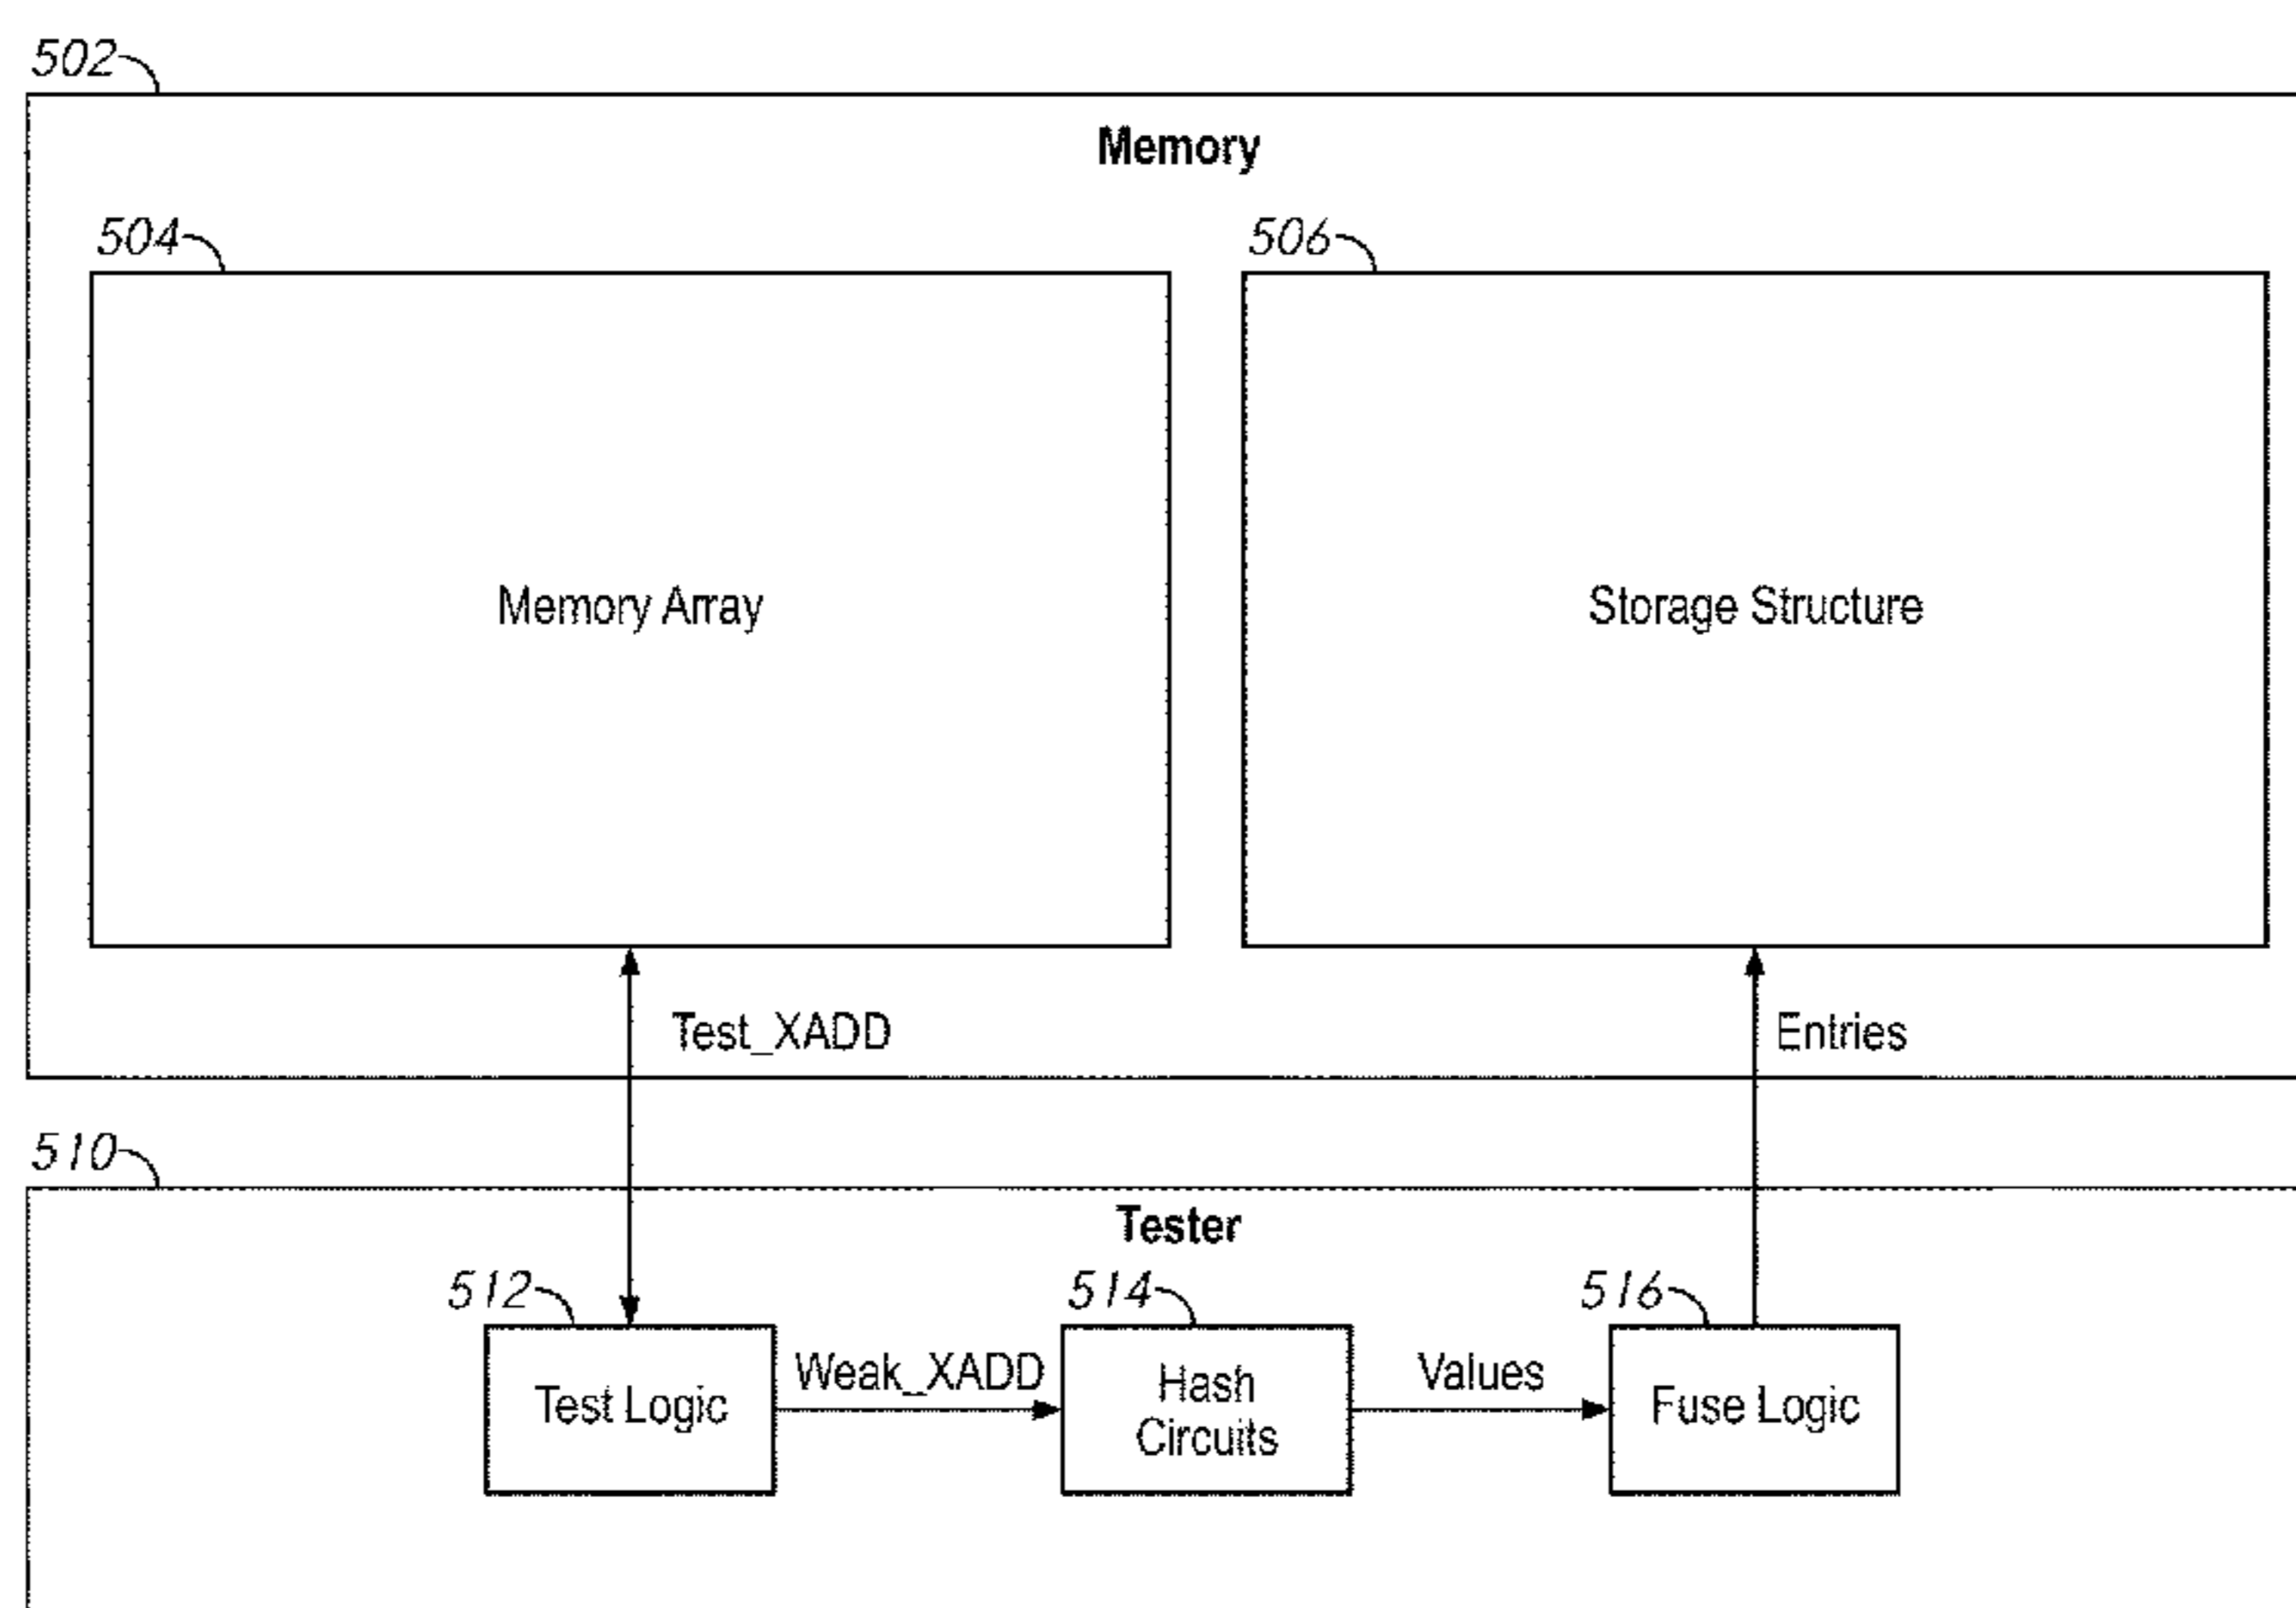 502
Memory
504
506
Memory Array
Storage Structure
Test_XADD
Entries
510
Tester
512
514
516
Test Logic
Weak_XADD
Hash
Circuits
Values
Fuse Logic